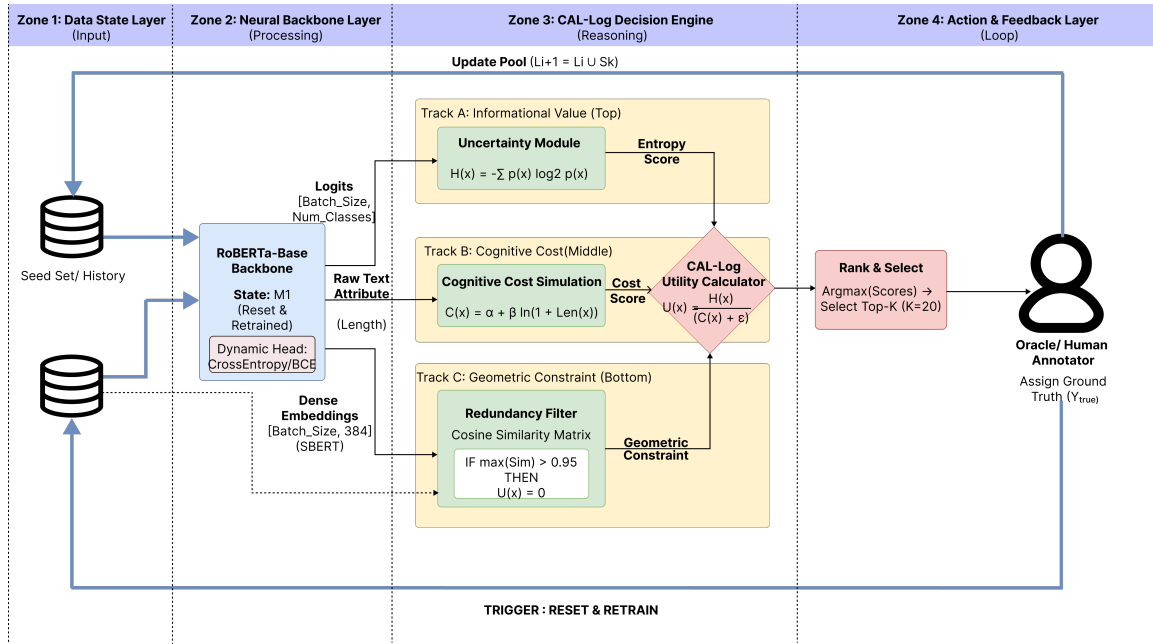 Zone 1: Data State Layer
(Input)
Zone 2: Neural Backbone Layer
(Processing)
Zone 3: CAL-Log Decision Engine
(Reasoning)
Zone 4: Action & Feedback Layer
(Loop)
Update Pool (Li+1 = Li ∪ Sk)
Track A: Informational Value (Top)
Uncertainty Module
H(x) = -∑ p(x) log2 p(x)
Entropy
Score
Logits
[Batch_Size,
Num_Classes]
Seed Set/ History
RoBERTa-Base
Backbone
State: M1
(Reset &
Retrained)
Dynamic Head:
CrossEntropy/BCE
Raw Text
Attribute
(Length)
Track B: Cognitive Cost(Middle)
Cognitive Cost Simulation
C(x) = α + β ln(1 + Len(x))
Cost
Score
CAL-Log
Utility Calculator
U(x) = H(x)
(C(x) + ε)
Rank & Select
Argmax(Scores) →
Select Top-K (K=20)
Oracle/ Human
Annotator
Assign Ground
Truth (Ytrue)
Dense
Embeddings
[Batch_Size, 384]
(SBERT)
Track C: Geometric Constraint (Bottom)
Redundancy Filter
Cosine Similarity Matrix
IF max(Sim) > 0.95
THEN
U(x) = 0
Geometric
Constraint
TRIGGER : RESET & RETRAIN